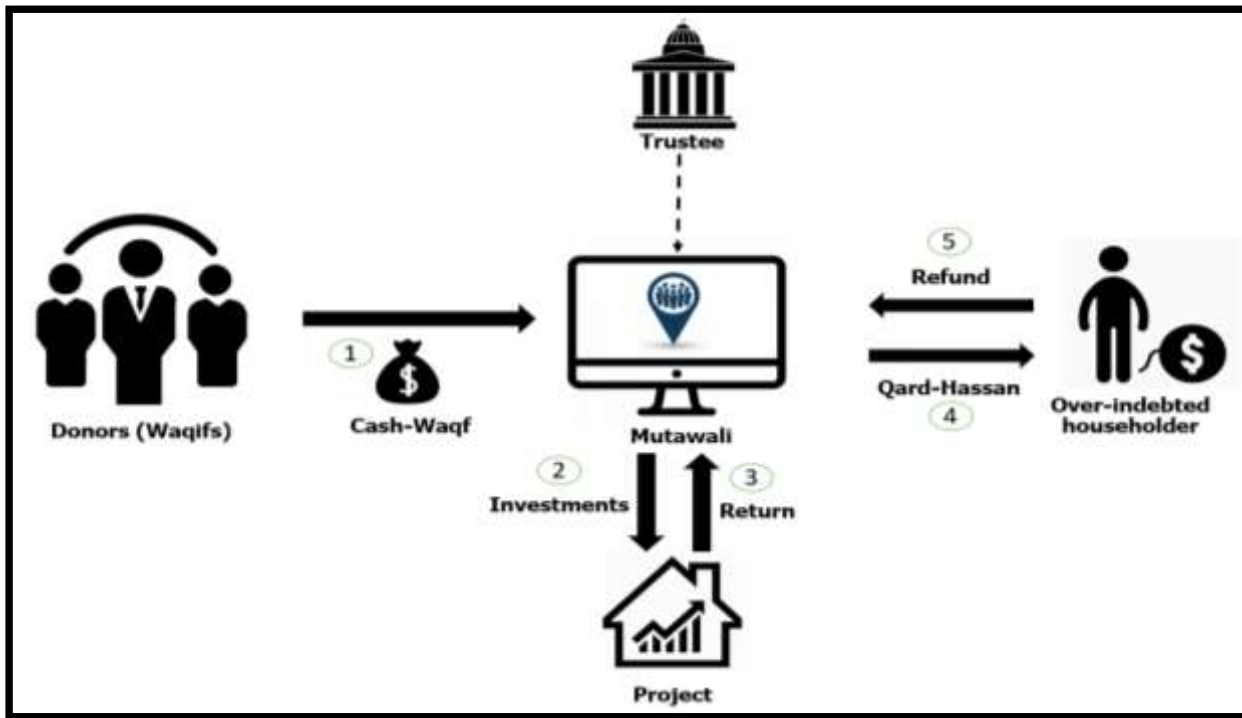 Trustee
5
Refund
1
$
Cash-Waqf
Donors (Waqifs)
Mutawali
Qard-Hassan
4
$
Over-indebted
householder
2
Investments
3
Return
Project